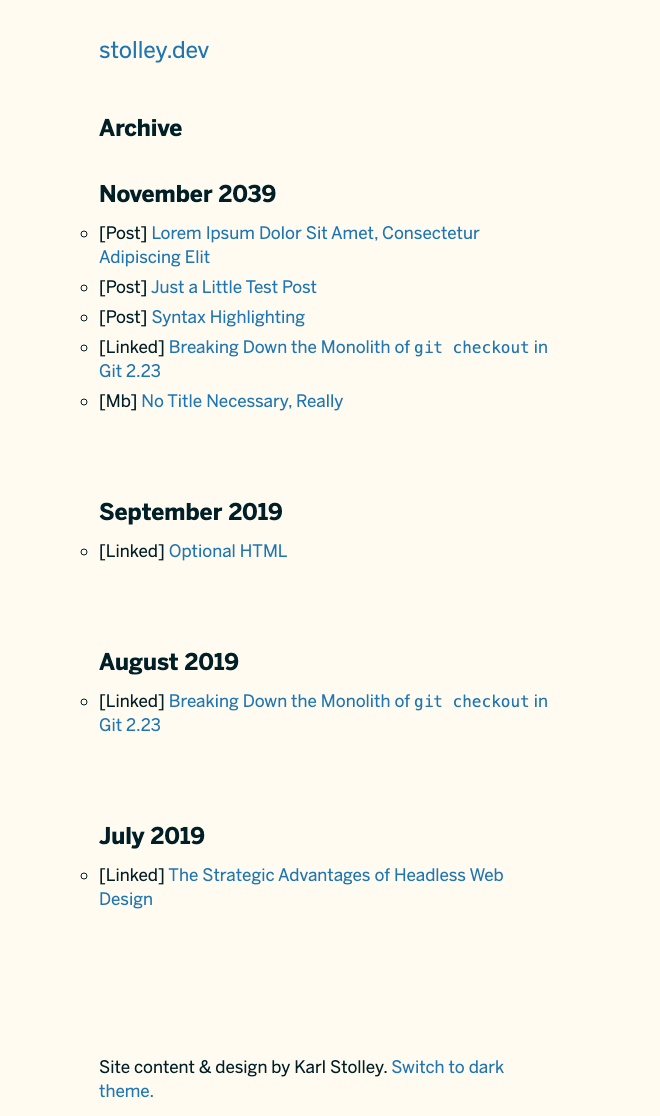 stolley.dev
Archive
November 2039
[Post] Lorem Ipsum Dolor Sit Amet, Consectetur
Adipiscing Elit
[Post] Just a Little Test Post
[Post] Syntax Highlighting
[Linked] Breaking Down the Monolith of git checkout in
Git 2.23
[Mb] No Title Necessary, Really
September 2019
[Linked] Optional HTML
August 2019
[Linked] Breaking Down the Monolith of git checkout in
Git 2.23
July 2019
[Linked] The Strategic Advantages of Headless Web
Design
Site content & design by Karl Stolley. Switch to dark
theme.